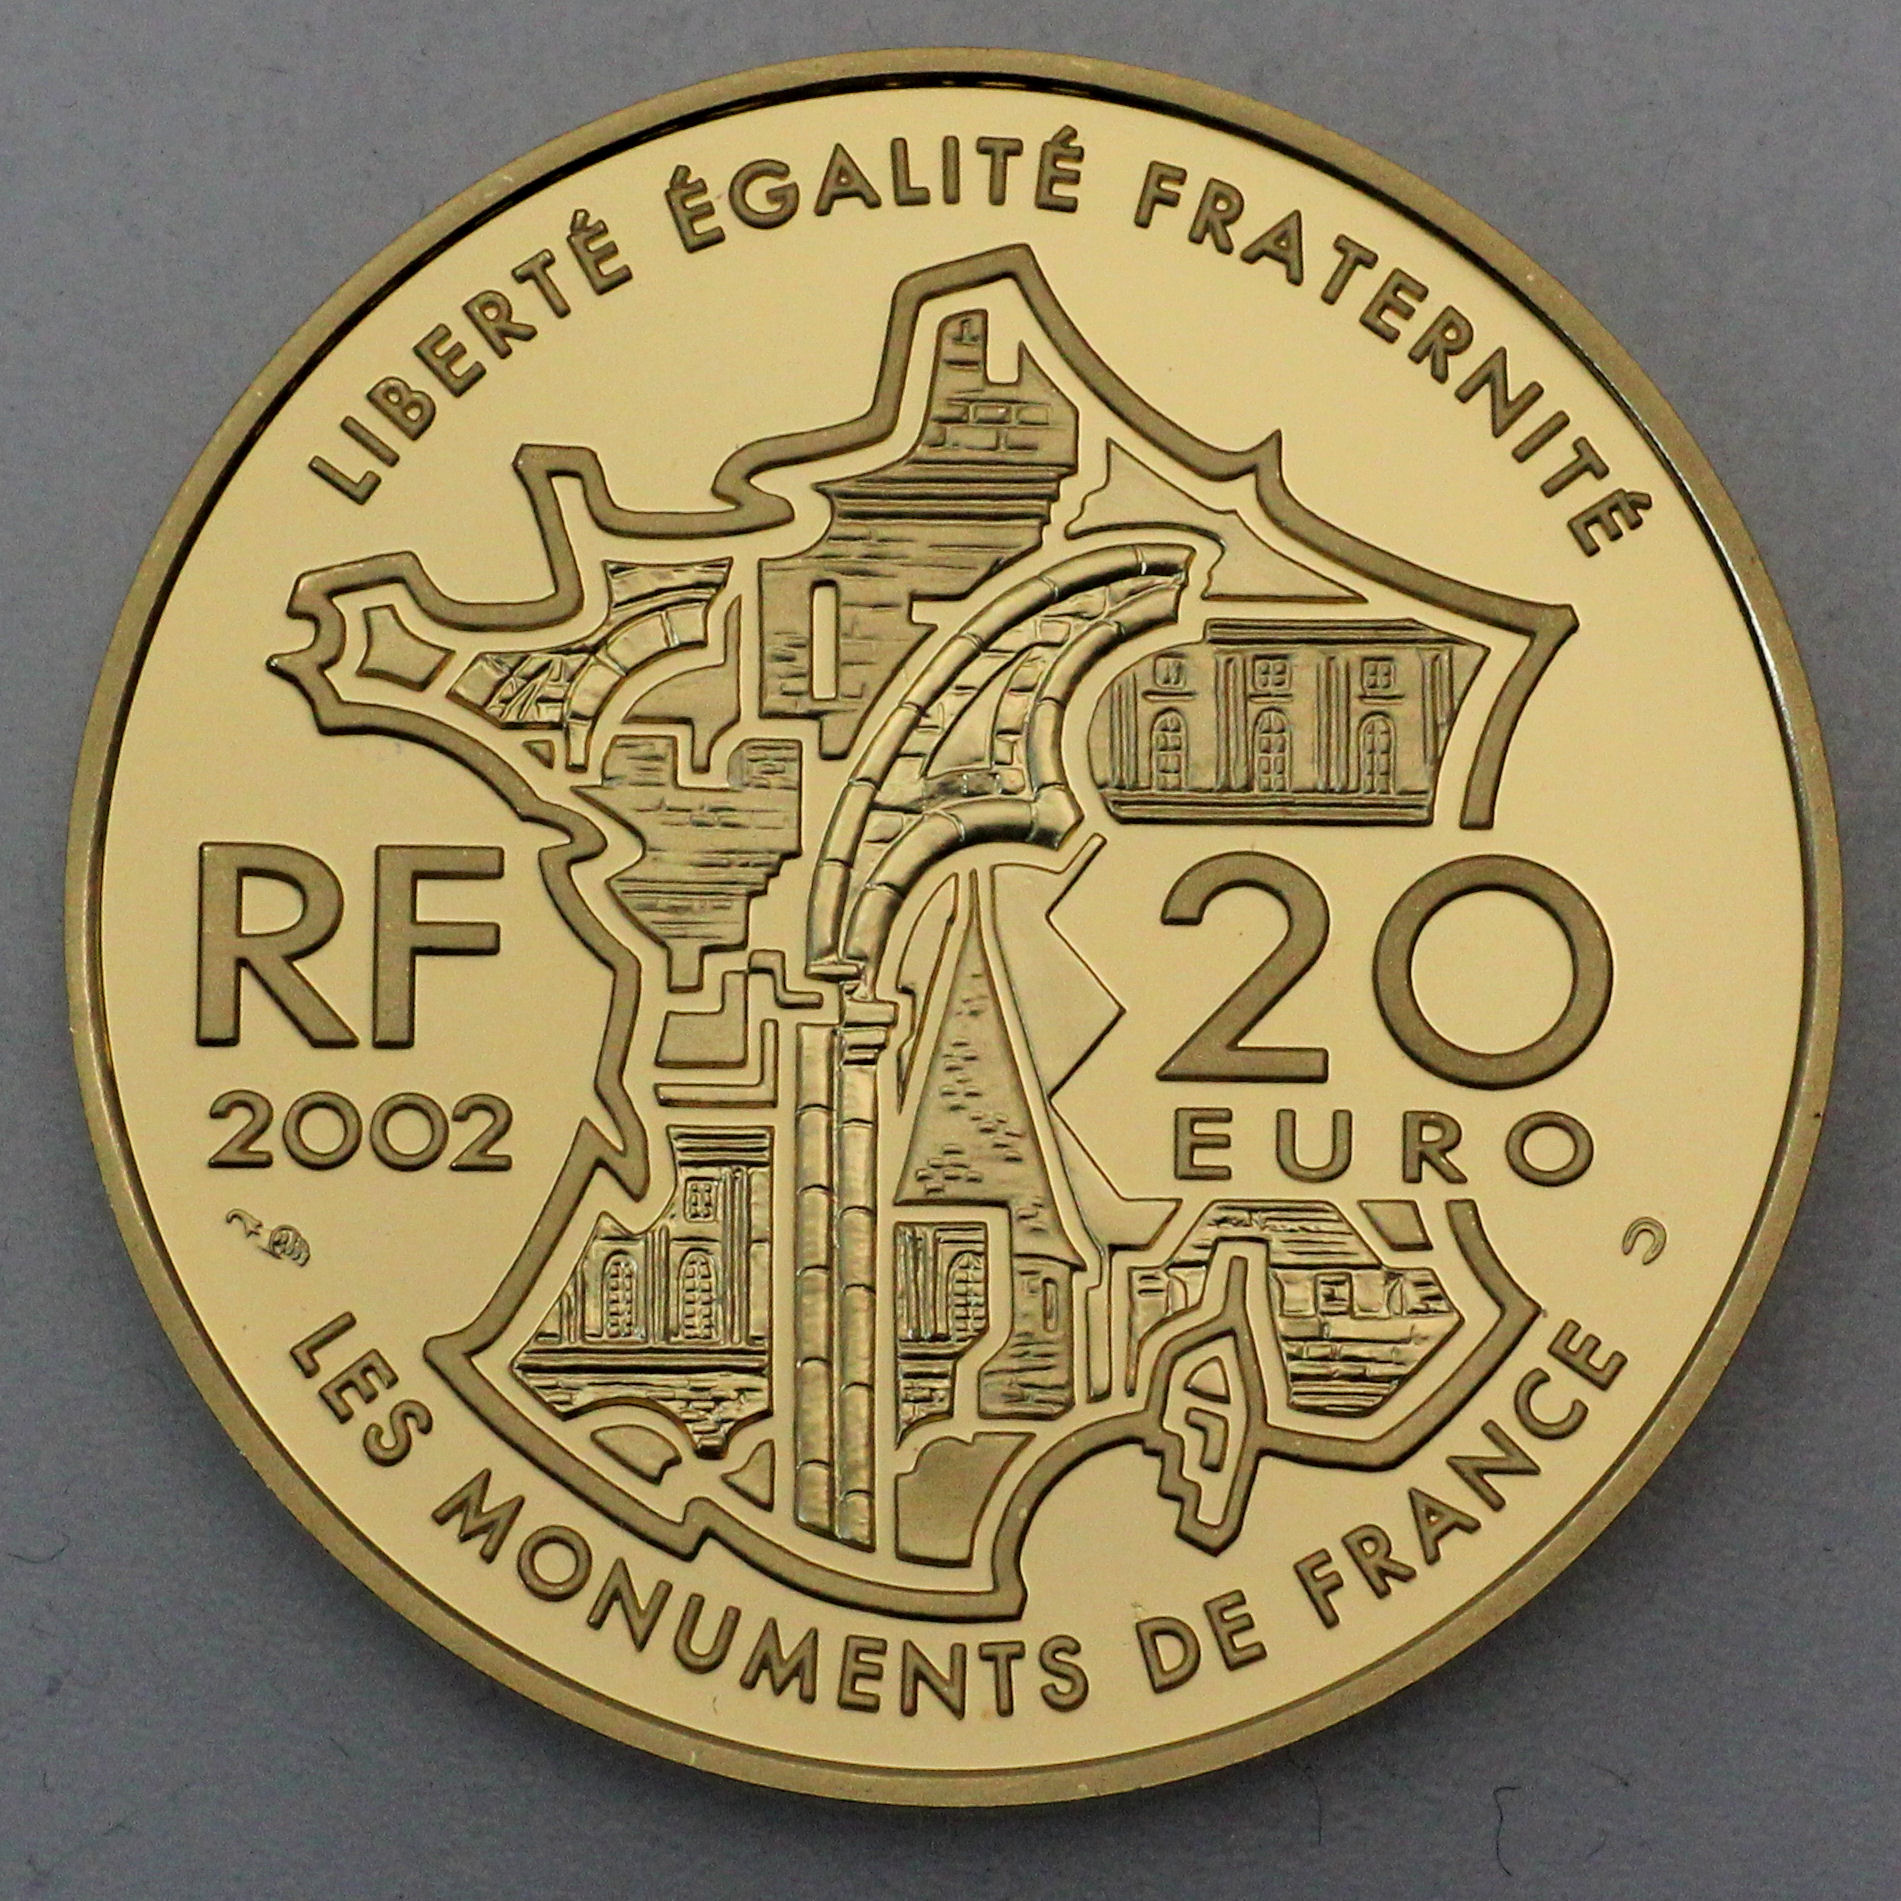 LIBERTÉ ÉGALITÉ FRATERNITÉ
RF
2002
20
EURO
LES MONUMENTS DE FRANCE